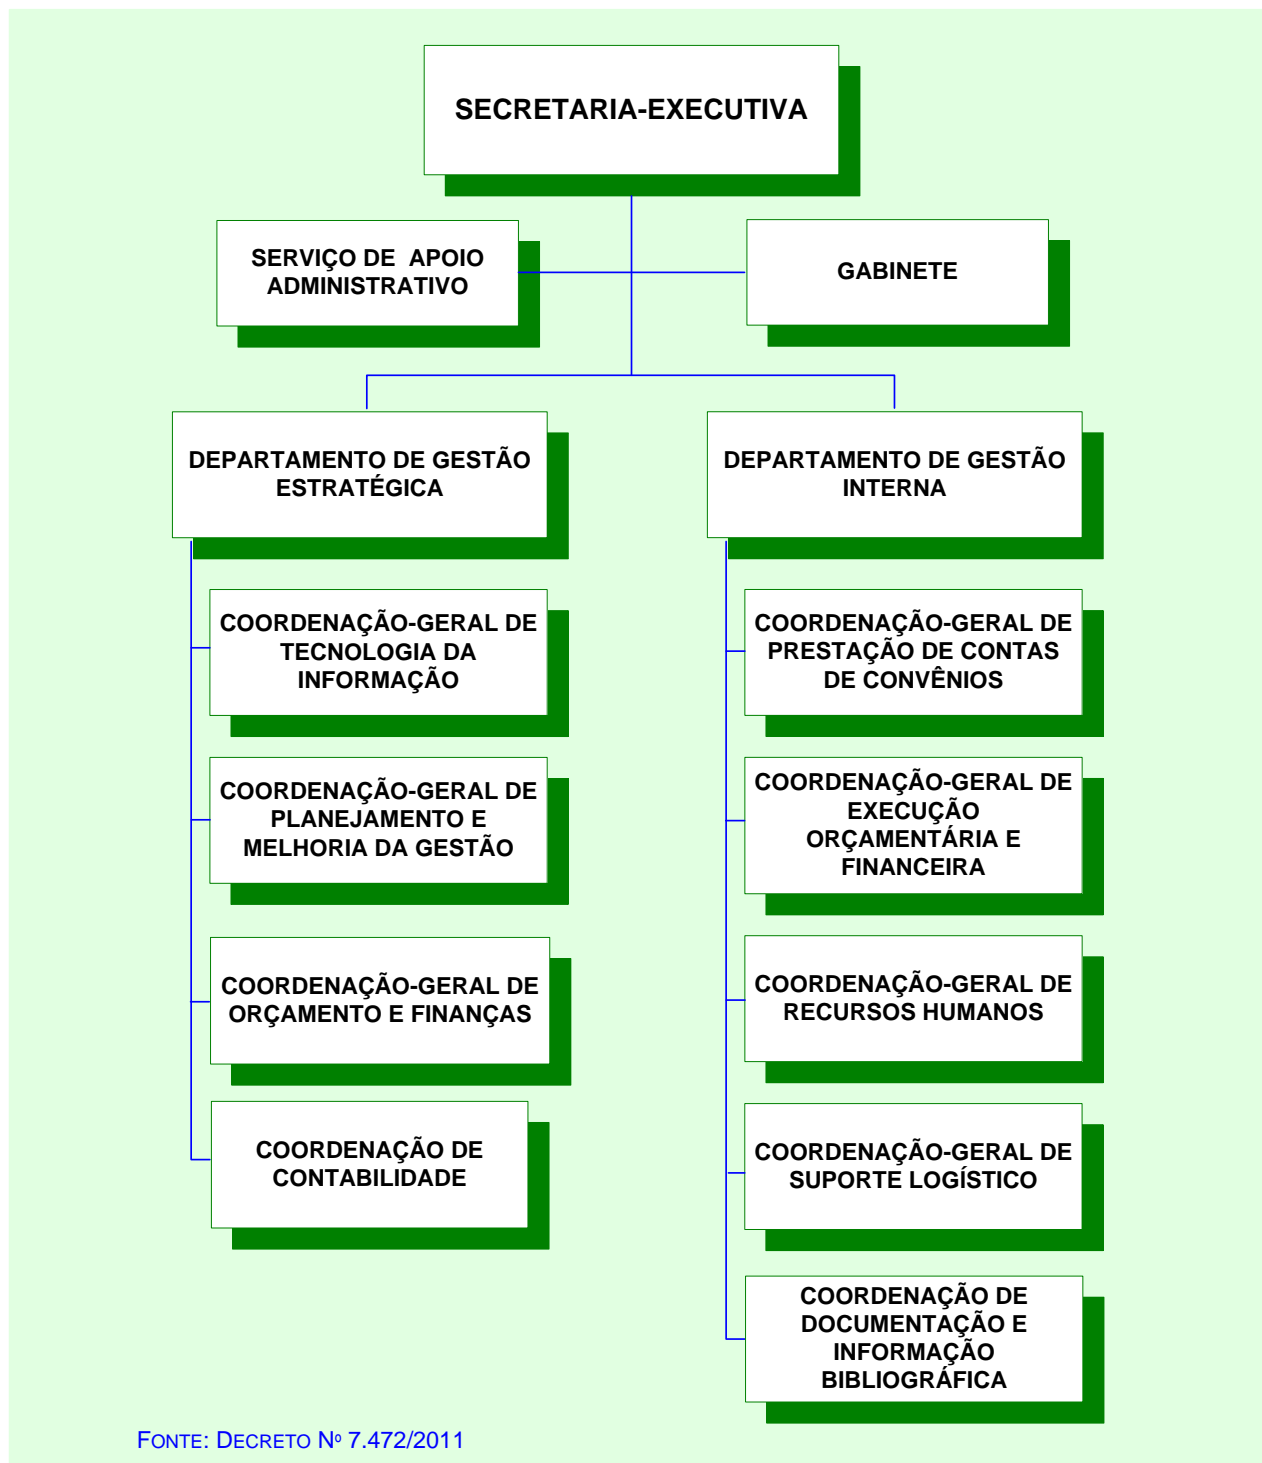 SECRETARIA-EXECUTIVA
SERVIÇO DE APOIO
ADMINISTRATIVO
GABINETE
DEPARTAMENTO DE GESTÃO
ESTRATÉGICA
DEPARTAMENTO DE GESTÃO
INTERNA
COORDENAÇÃO-GERAL DE
TECNOLOGIA DA
INFORMAÇÃO
COORDENAÇÃO-GERAL DE
PLANEJAMENTO E
MELHORIA DA GESTÃO
COORDENAÇÃO-GERAL DE
ORÇAMENTO E FINANÇAS
COORDENAÇÃO DE
CONTABILIDADE
COORDENAÇÃO-GERAL DE
PRESTAÇÃO DE CONTAS
DE CONVÊNIOS
COORDENAÇÃO-GERAL DE
EXECUÇÃO
ORÇAMENTÁRIA E
FINANCEIRA
COORDENAÇÃO-GERAL DE
RECURSOS HUMANOS
COORDENAÇÃO-GERAL DE
SUPORTE LOGÍSTICO
COORDENAÇÃO DE
DOCUMENTAÇÃO E
INFORMAÇÃO
BIBLIOGRÁFICA
FONTE: DECRETO Nº 7.472/2011